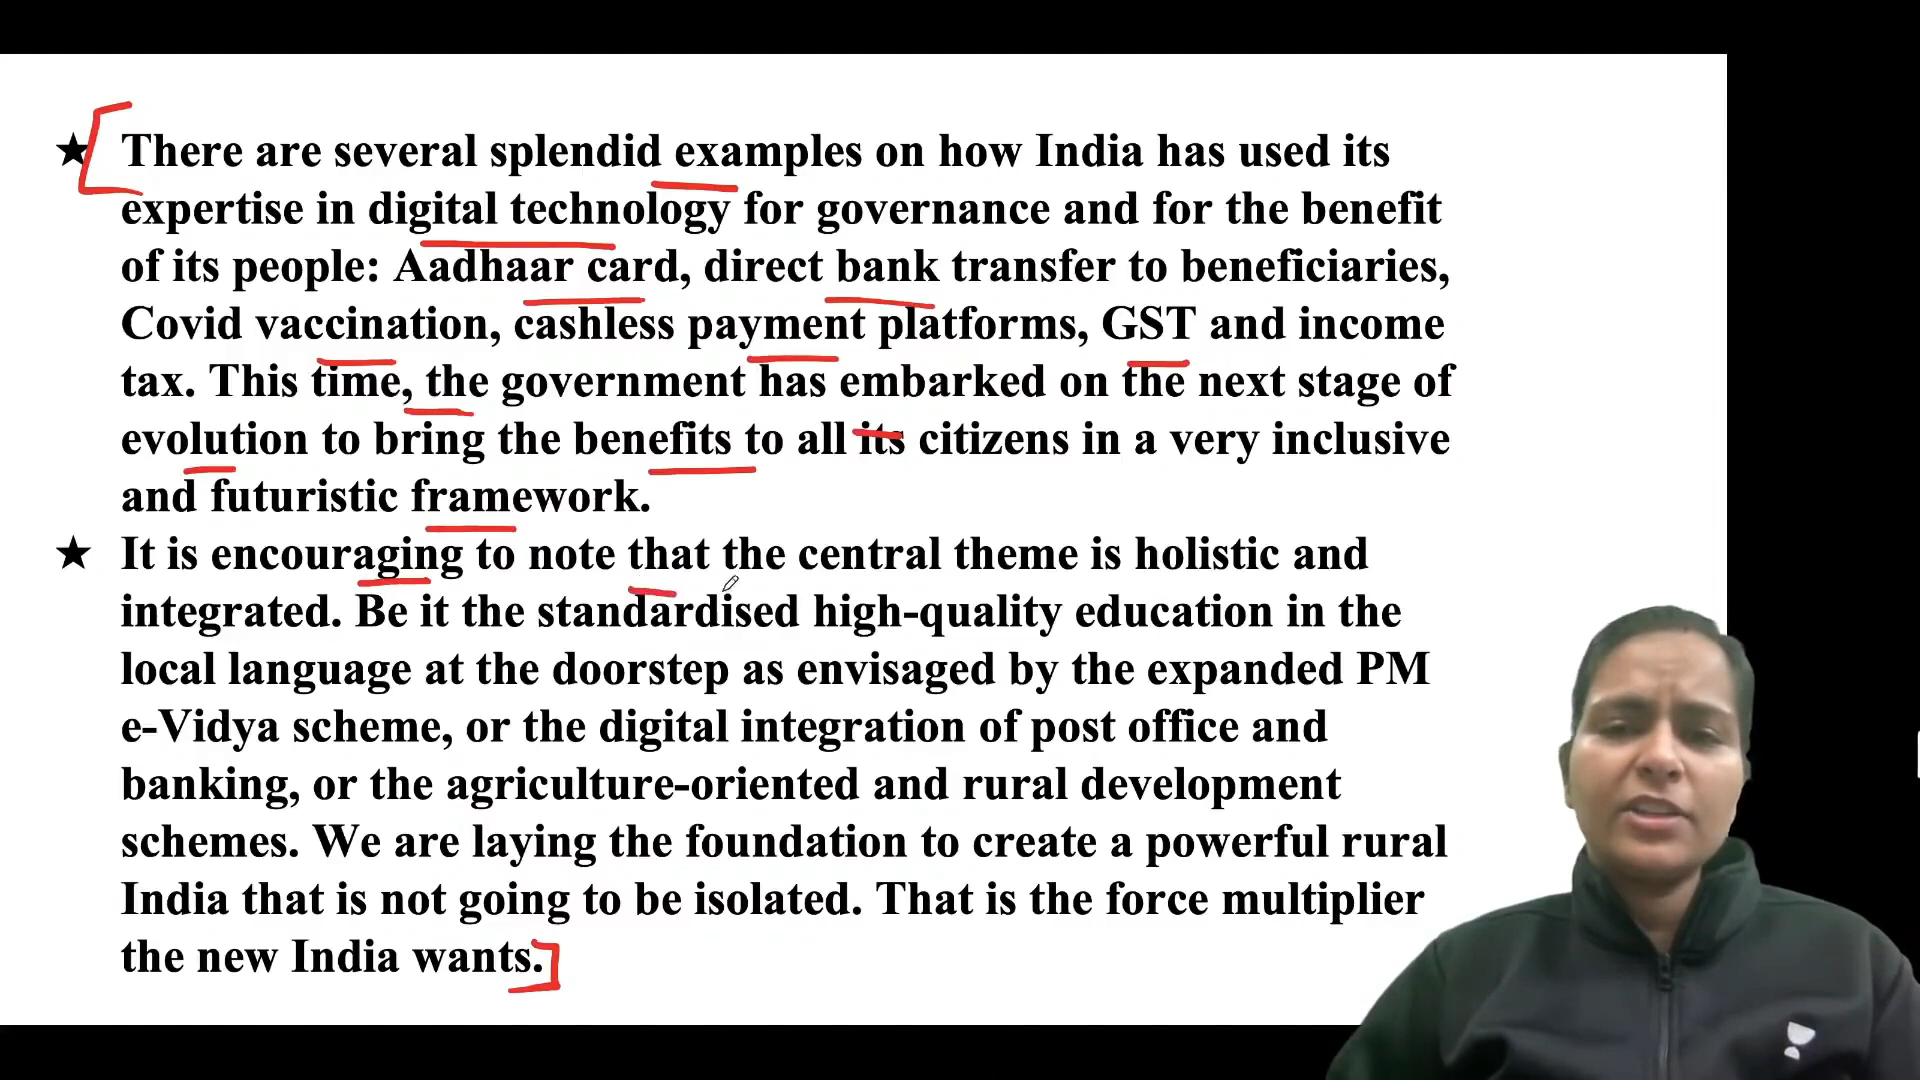 ★ There are several splendid examples on how India has used its
expertise in digital technology for governance and for the benefit
of its people: Aadhaar card, direct bank transfer to beneficiaries,
Covid vaccination, cashless payment platforms, GST and income
tax. This time, the government has embarked on the next stage of
evolution to bring the benefits to all its citizens in a very inclusive
and futuristic framework.
★ It is encouraging to note that the central theme is holistic and
integrated. Be it the standardised high-quality education in the
local language at the doorstep as envisaged by the expanded PM
e-Vidya scheme, or the digital integration of post office and
banking, or the agriculture-oriented and rural development
schemes. We are laying the foundation to create a powerful rural
India that is not going to be isolated. That is the force multiplier
the new India wants.